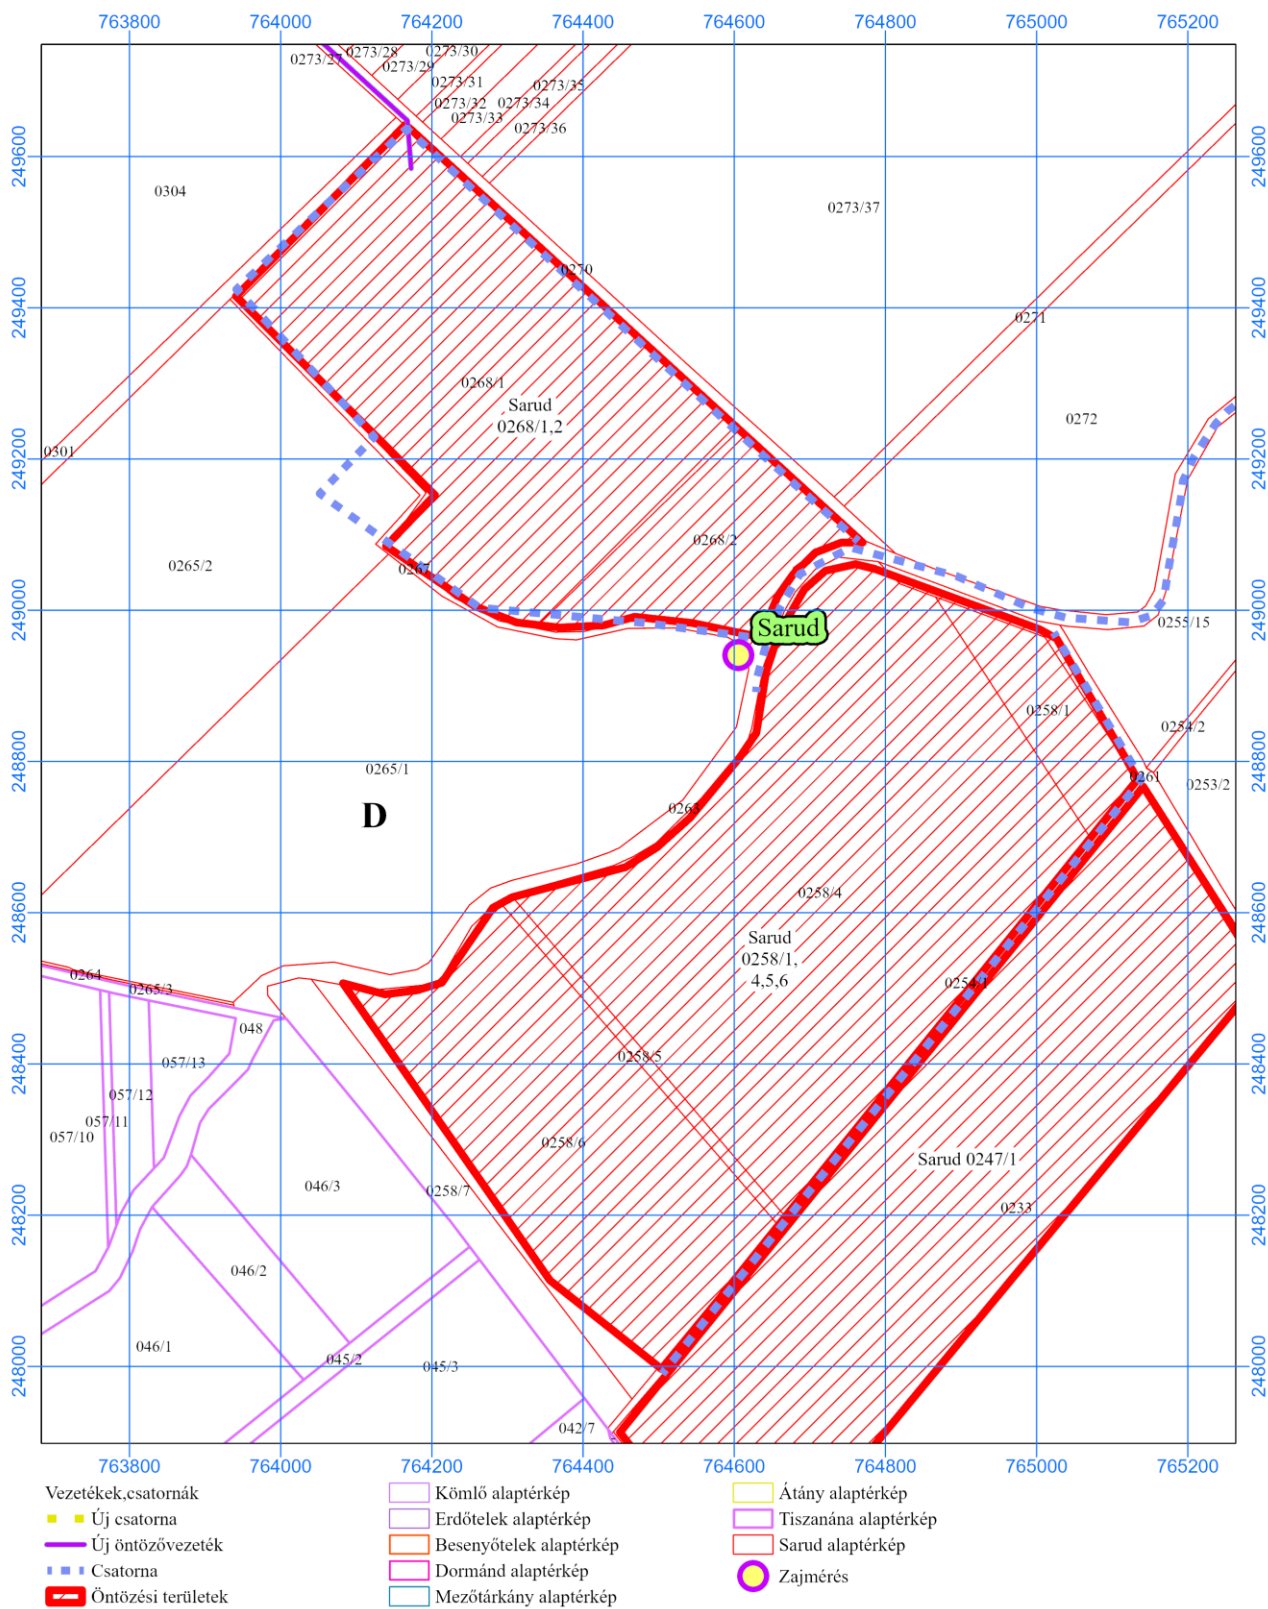 763800 764000 764200 764400 764600 764800 765000 765200
0273/27
0273/28
0273/29
0273/30
0273/31
0273/32
0273/33
0273/34
0273/35
0273/36
249600 249600
0304
0273/37
0270
249400 249400
0271
0268/1
Sarud
0268/1,2
0272
0301
249200 249200
0268/2
0265/2
0267
249000 249000
Sarud
0255/15
0258/1
0254/2
248800 248800
0265/1
0261
0253/2
D
0263
0258/4
248600 248600
Sarud
0258/1,
4,5,6
0264
0265/3
0254/1
048
248400 248400
057/13
0258/5
057/12
057/11
057/10
0258/6
Sarud 0247/1
046/3
0258/7
0233
248200 248200
046/2
046/1
045/2
045/3
248000 248000
042/7
763800 764000 764200 764400 764600 764800 765000 765200
Vezetékek,csatornák
Új csatorna
Új öntözővezeték
Csatorna
Öntözési területek
Kömlő alaptérkép
Erdőtelek alaptérkép
Besenyőtelek alaptérkép
Dormánd alaptérkép
Mezőtárkány alaptérkép
Átány alaptérkép
Tiszanána alaptérkép
Sarud alaptérkép
Zajmérés